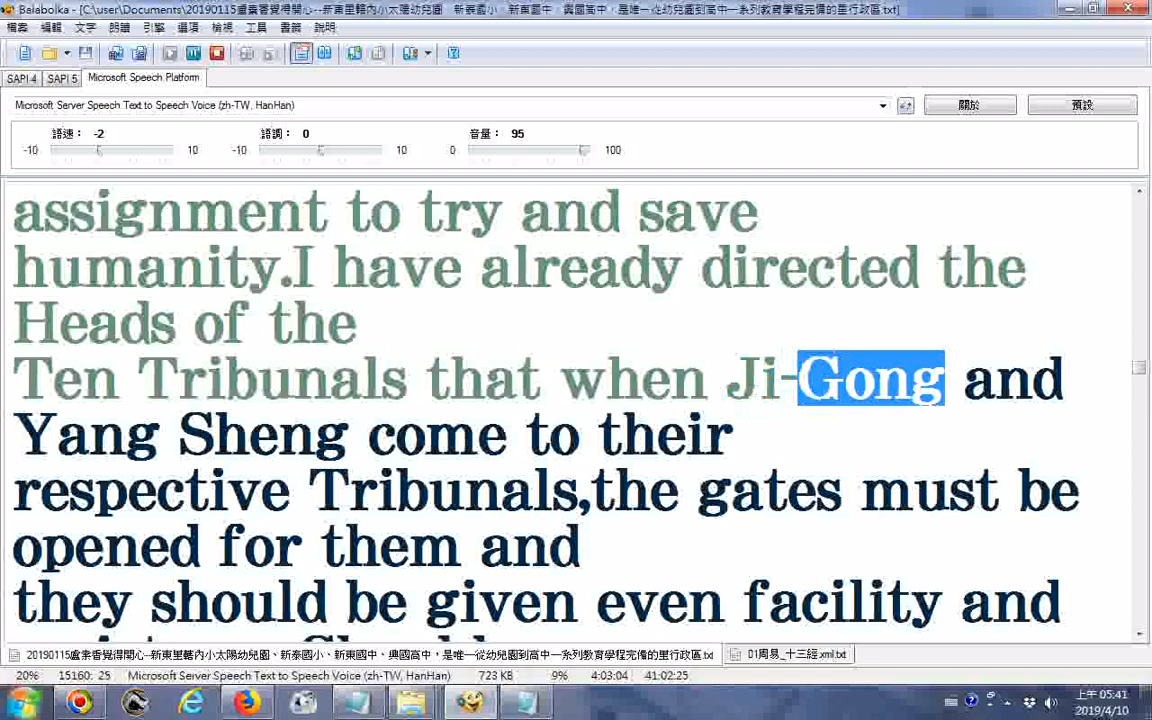 Balabolka - [C:\user\Documents\20190115盧素香覺得開心--新東里轄內小太陽幼兒園、新泰國小、新東國中、興國高中，是唯一從幼兒園到高中一系列教育學程完備的里行政區.txt]
檔案 編輯 文字 朗讀 引擎 選項 檢視 工具 書籤 說明
SAPI 4 SAPI 5 Microsoft Speech Platform
Microsoft Server Speech Text to Speech Voice (zh-TW, HanHan) 關於 預設
語速： -2 語調： 0 音量： 95
-10 10 -10 10 0 100
assignment to try and save
humanity.I have already directed the
Heads of the
Ten Tribunals that when Ji-Gong and
Yang Sheng come to their
respective Tribunals,the gates must be
opened for them and
they should be given even facility and
20190115盧素香覺得開心--新東里轄內小太陽幼兒園、新泰國小、新東國中、興國高中，是唯一從幼兒園到高中一系列教育學程完備的里行政區.txt 01周易_十三經.xml.txt
20% 15160: 25 Microsoft Server Speech Text to Speech Voice (zh-TW, HanHan) 723 KB 9% 4:03:04 41:02:25
上午 05:41
2019/4/10